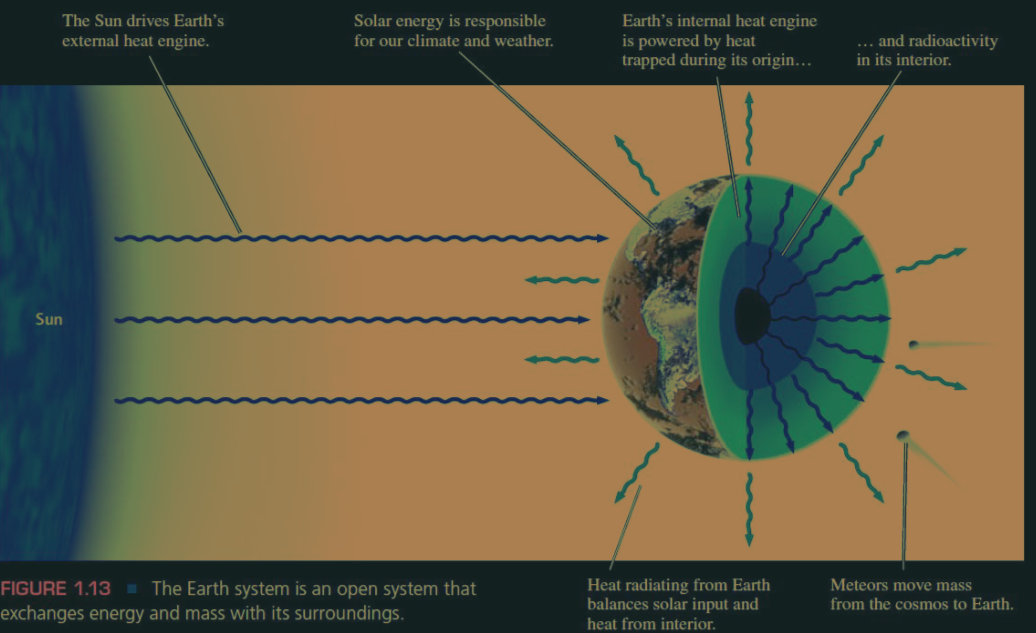 The Sun drives Earth's
external heat engine.
Solar energy is responsible
for our climate and weather.
Earth's internal heat engine
is powered by heat
trapped during its origin…
… and radioactivity
in its interior.
Sun
Heat radiating from Earth
balances solar input and
heat from interior.
Meteors move mass
from the cosmos to Earth.
FIGURE 1.13 ■ The Earth system is an open system that
exchanges energy and mass with its surroundings.